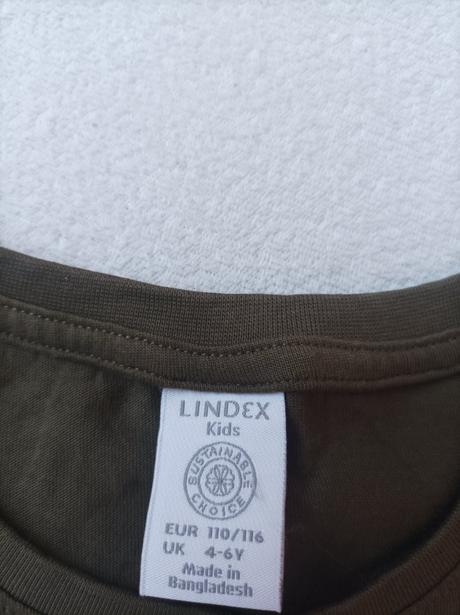 LINDEX
Kids
SUSTAINABLE
CHOICE
EUR 110/116
UK 4-6Y
Made in
Bangladesh